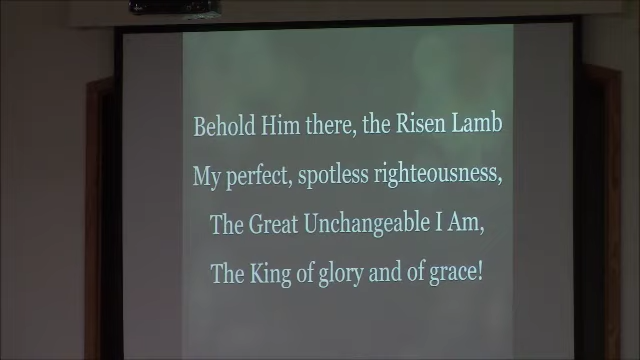 Behold Him there, the Risen Lamb
My perfect, spotless righteousness,
The Great Unchangeable I Am,
The King of glory and of grace!